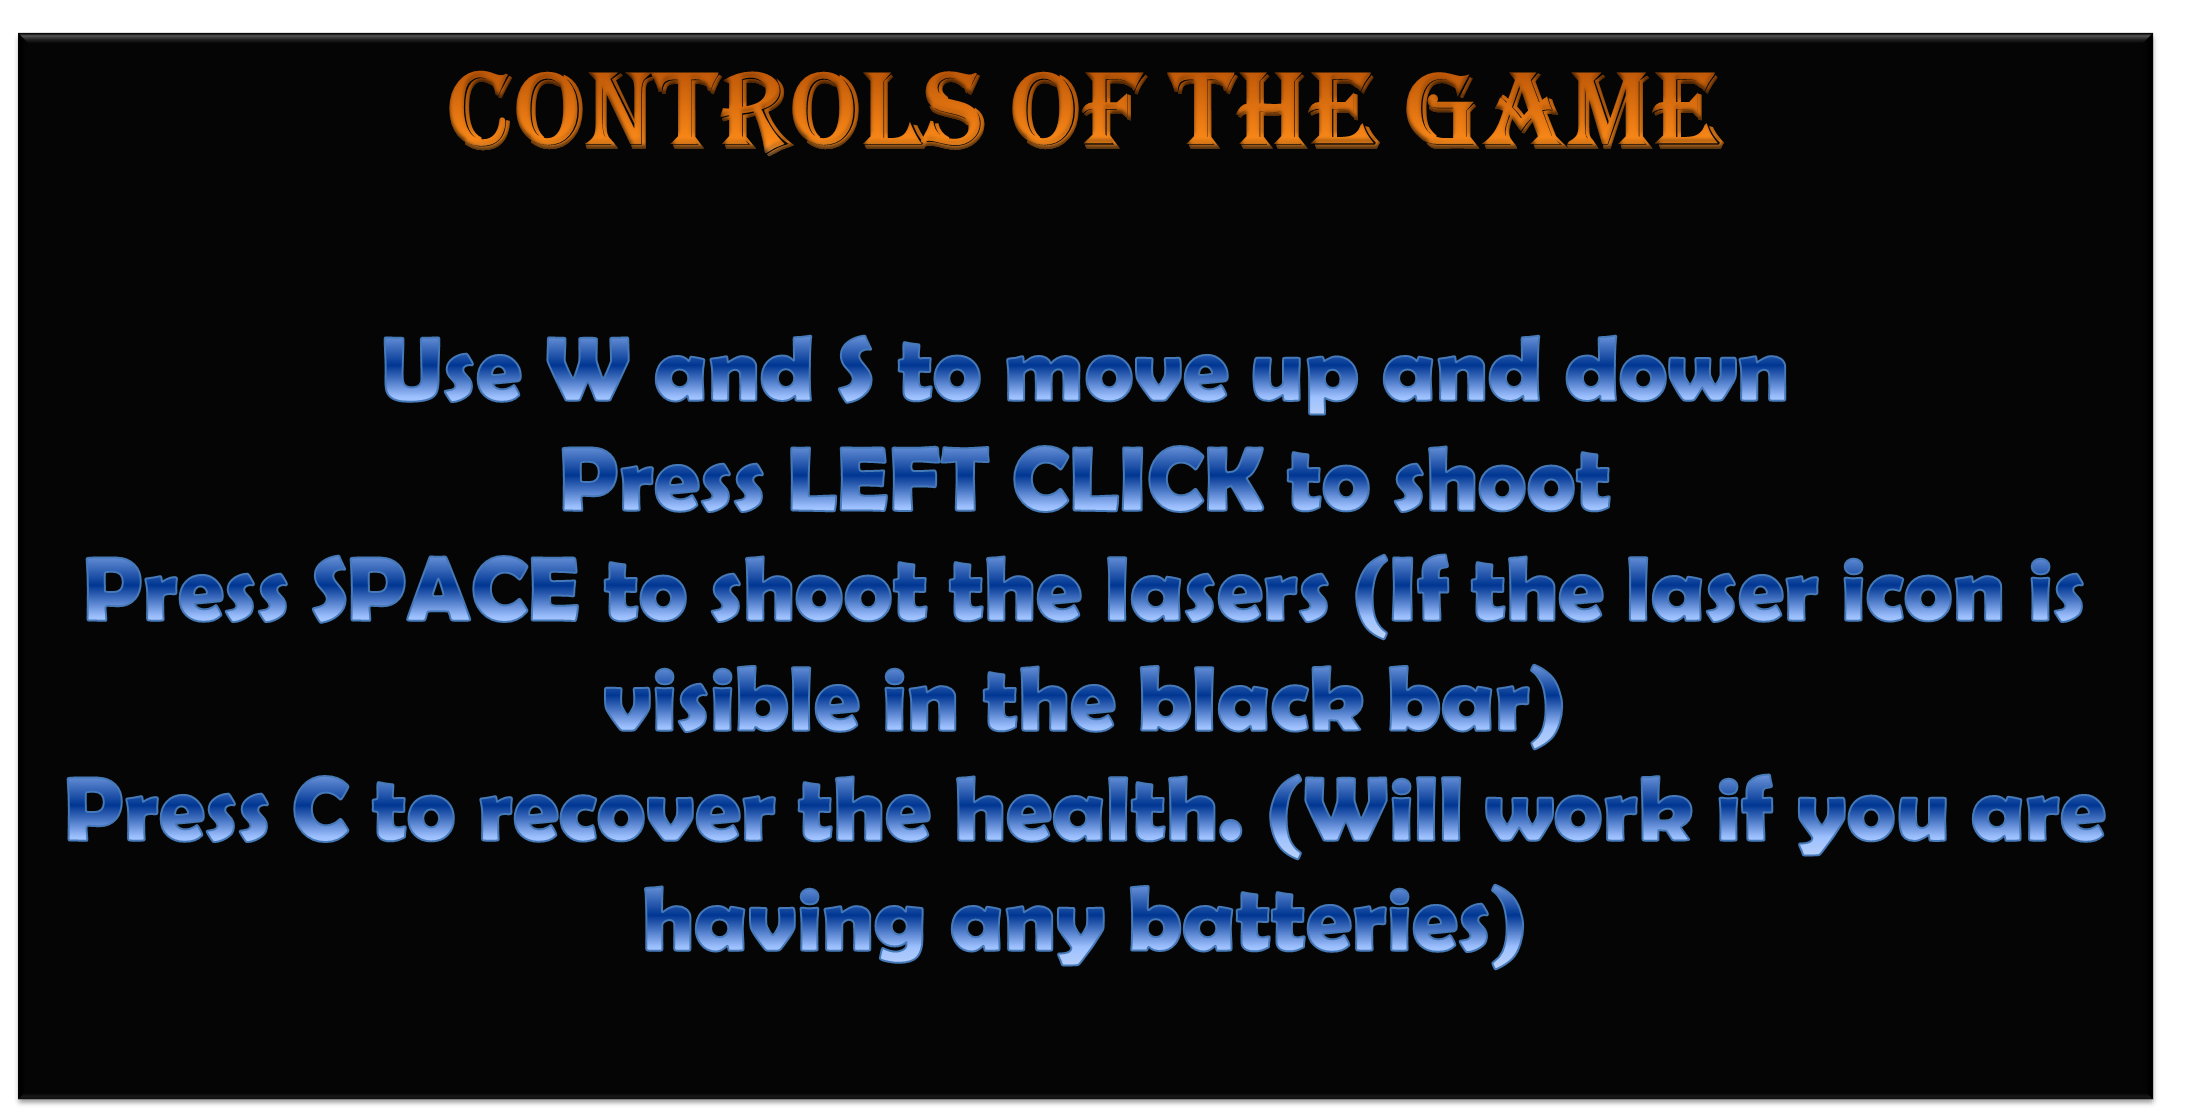 CONTROLS OF THE GAME
Use W and S to move up and down
Press LEFT CLICK to shoot
Press SPACE to shoot the lasers (If the laser icon is
visible in the black bar)
Press C to recover the health. (Will work if you are
having any batteries)